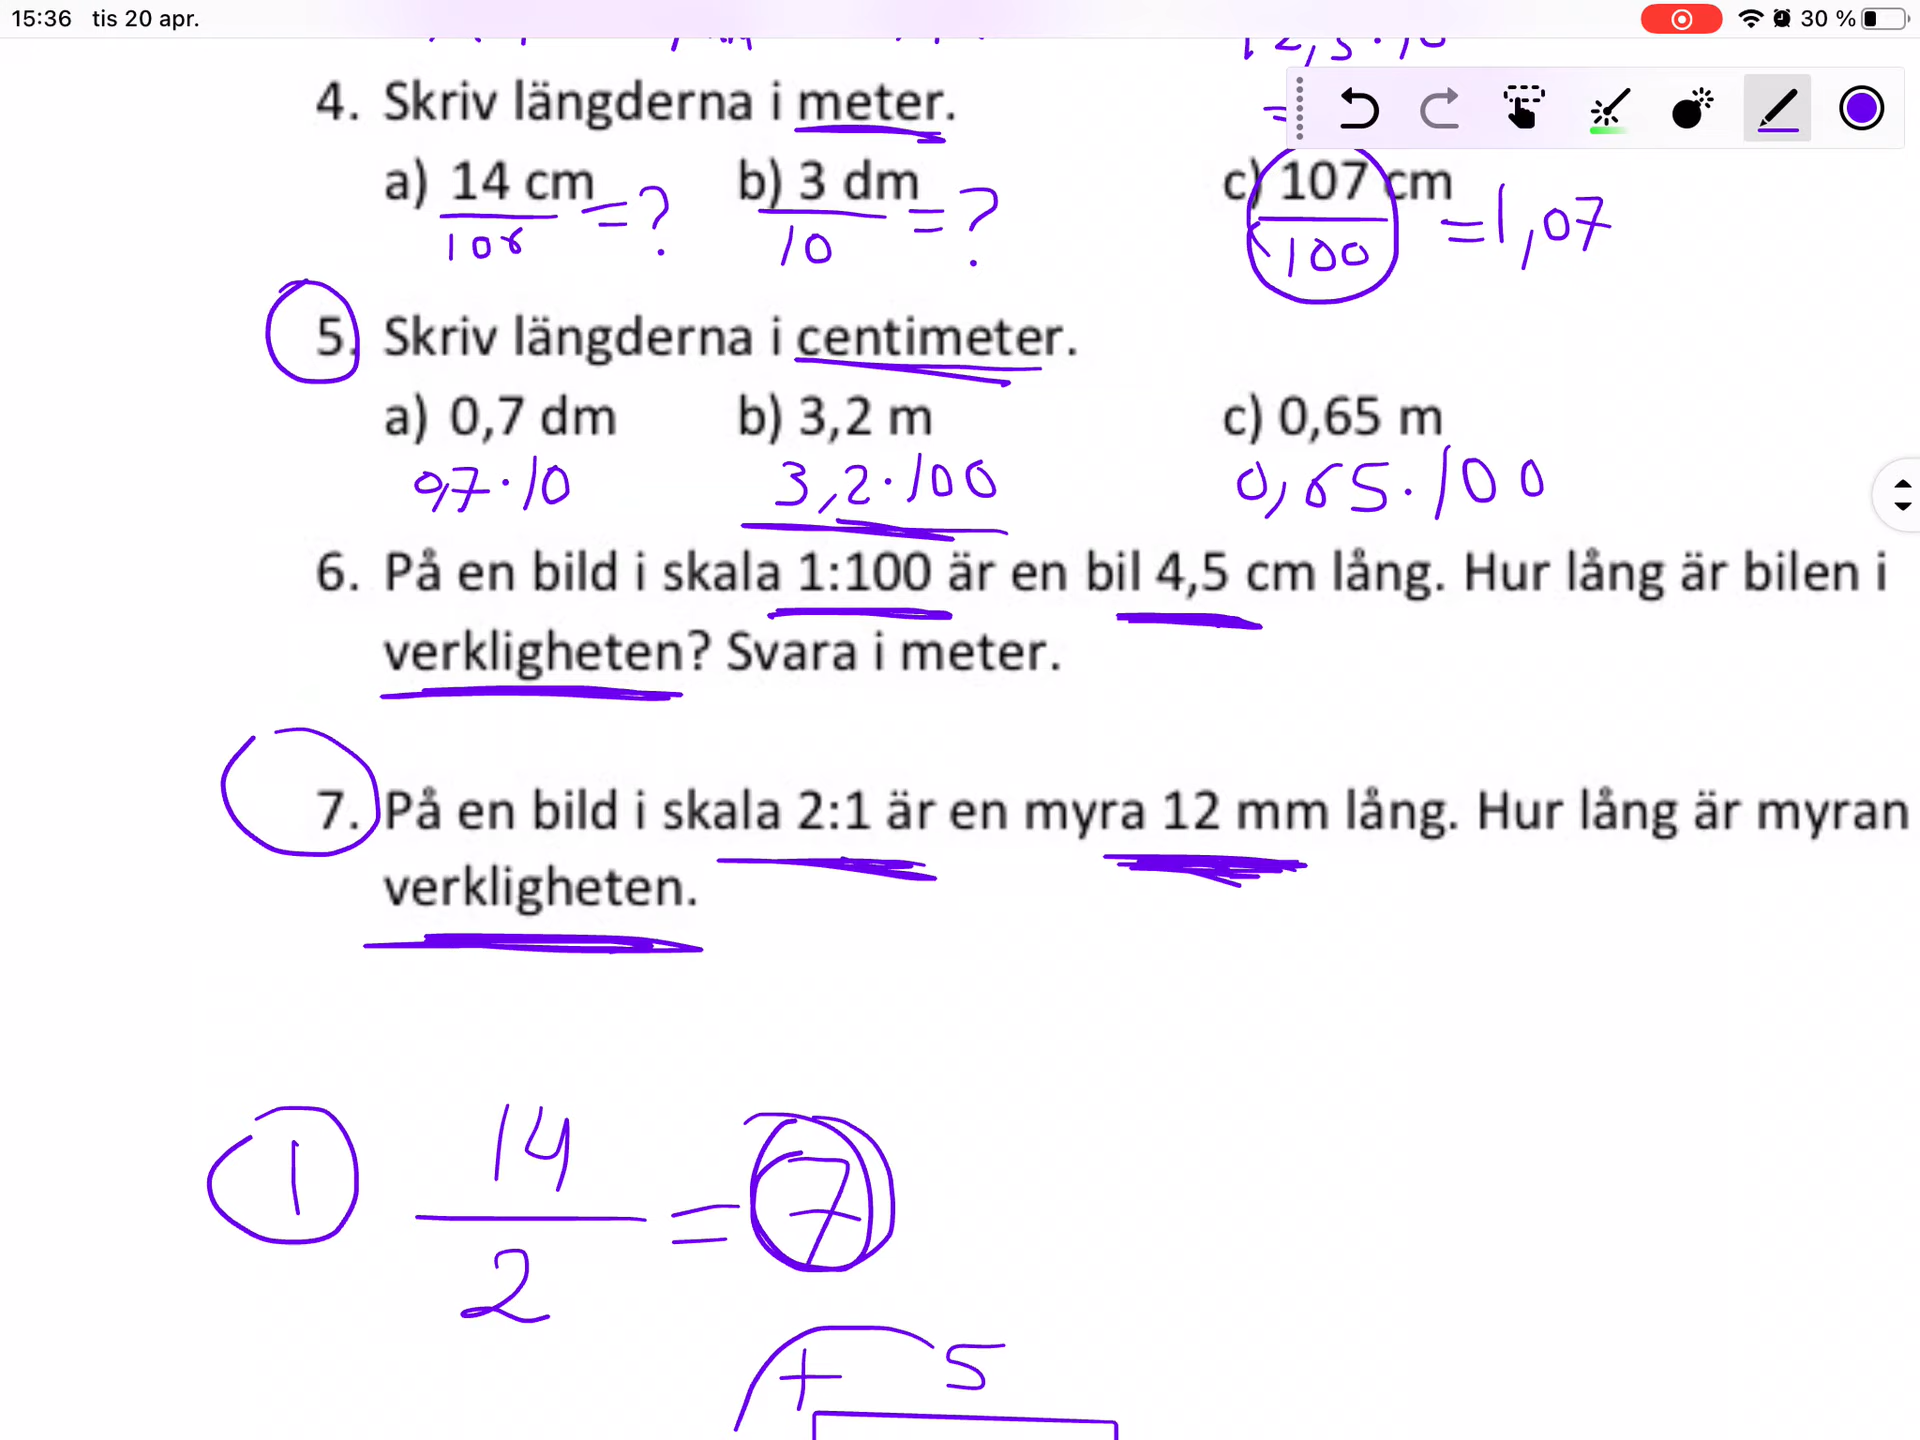 15:36 tis 20 apr. 30 %
4. Skriv längderna i meter.
a) 14 cm b) 3 dm c) 107 cm
100 = ? 10 = ? 100 = 1,07
5. Skriv längderna i centimeter.
a) 0,7 dm b) 3,2 m c) 0,65 m
0,7·10 3,2·100 0,65·100
6. På en bild i skala 1:100 är en bil 4,5 cm lång. Hur lång är bilen i
verkligheten? Svara i meter.
7. På en bild i skala 2:1 är en myra 12 mm lång. Hur lång är myran
verkligheten.
1 14
= 7
2
+ 5